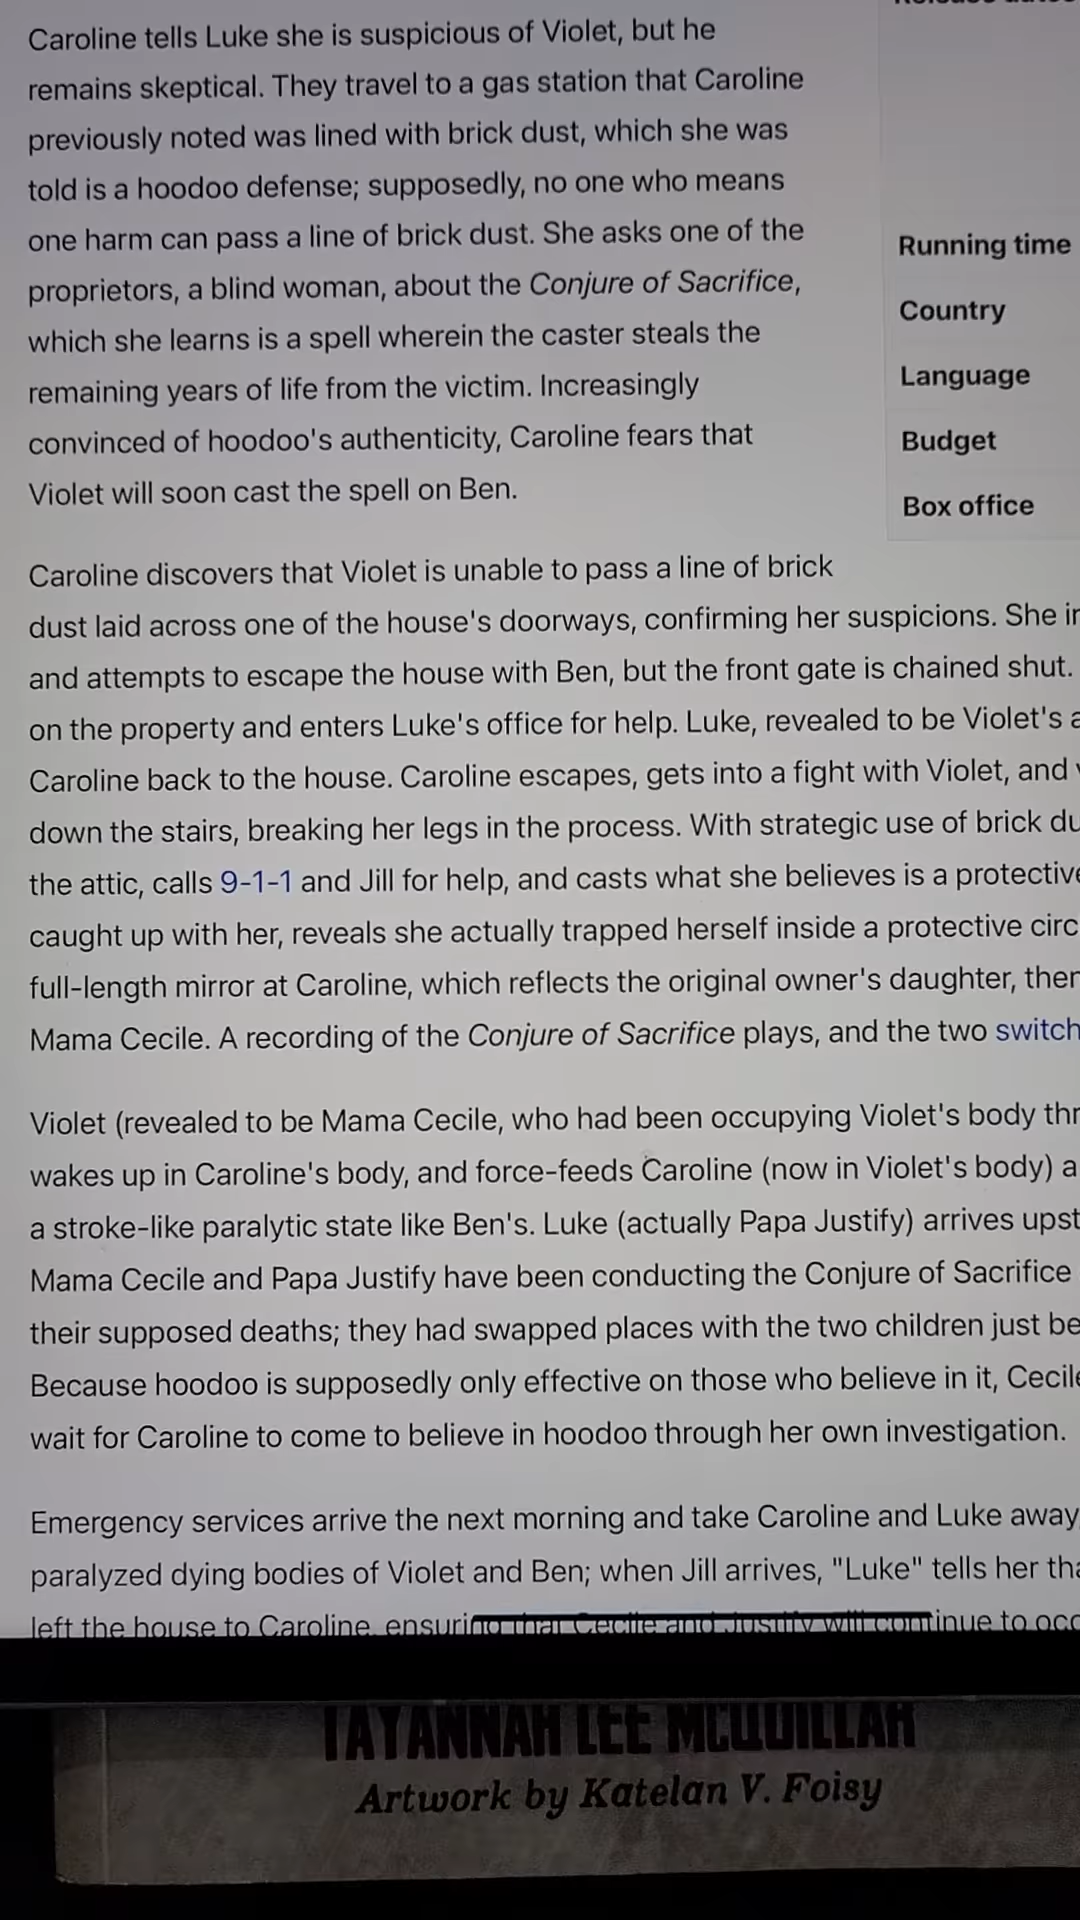 Caroline tells Luke she is suspicious of Violet, but he
remains skeptical. They travel to a gas station that Caroline
previously noted was lined with brick dust, which she was
told is a hoodoo defense; supposedly, no one who means
one harm can pass a line of brick dust. She asks one of the
proprietors, a blind woman, about the Conjure of Sacrifice,
which she learns is a spell wherein the caster steals the
remaining years of life from the victim. Increasingly
convinced of hoodoo's authenticity, Caroline fears that
Violet will soon cast the spell on Ben.
Running time
Country
Language
Budget
Box office
Caroline discovers that Violet is unable to pass a line of brick
dust laid across one of the house's doorways, confirming her suspicions. She
and attempts to escape the house with Ben, but the front gate is chained shut.
on the property and enters Luke's office for help. Luke, revealed to be Violet's
Caroline back to the house. Caroline escapes, gets into a fight with Violet, and
down the stairs, breaking her legs in the process. With strategic use of brick
the attic, calls 9-1-1 and Jill for help, and casts what she believes is a protective
caught up with her, reveals she actually trapped herself inside a protective
full-length mirror at Caroline, which reflects the original owner's daughter,
Mama Cecile. A recording of the Conjure of Sacrifice plays, and the two switch
Violet (revealed to be Mama Cecile, who had been occupying Violet's body
wakes up in Caroline's body, and force-feeds Caroline (now in Violet's body) a
a stroke-like paralytic state like Ben's. Luke (actually Papa Justify) arrives
Mama Cecile and Papa Justify have been conducting the Conjure of Sacrifice
their supposed deaths; they had swapped places with the two children just
Because hoodoo is supposedly only effective on those who believe in it, Cecile
wait for Caroline to come to believe in hoodoo through her own investigation.
Emergency services arrive the next morning and take Caroline and Luke away
paralyzed dying bodies of Violet and Ben; when Jill arrives, "Luke" tells her
left the house to Caroline, ensuring that Cecile and Justify will continue to
TAYANNAH LEE MCQUILLAR
Artwork by Katelan V. Foisy